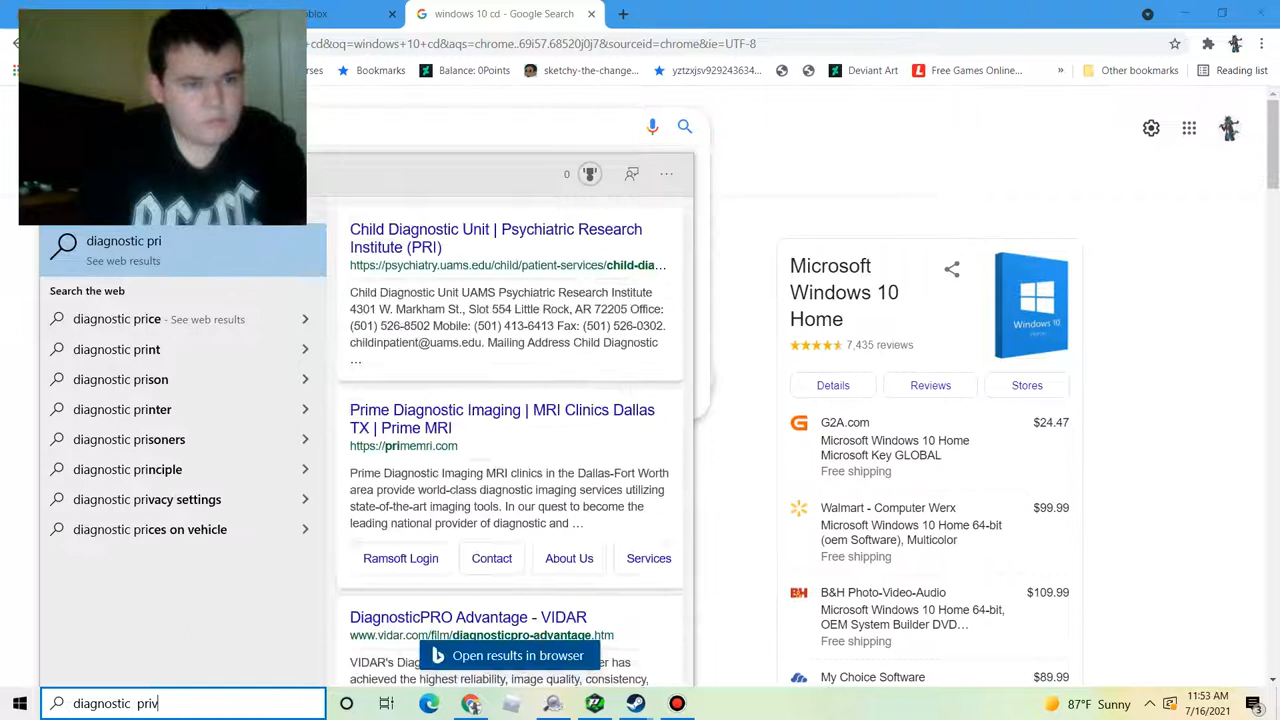 windows 10 cd - Google Search
cd&oq=windows+10+cd&aqs=chrome..69i57.68520j0j7&sourceid=chrome&ie=UTF-8
Bookmarks
Balance: 0Points
sketchy-the-change...
yztzxjsv929243634...
Deviant Art
Free Games Online...
»
Other bookmarks
Reading list
0
diagnostic pri
See web results
Search the web
diagnostic price - See web results
diagnostic print
diagnostic prison
diagnostic printer
diagnostic prisoners
diagnostic principle
diagnostic privacy settings
diagnostic prices on vehicle
Child Diagnostic Unit | Psychiatric Research
Institute (PRI)
https://psychiatry.uams.edu/child/patient-services/child-dia…
Child Diagnostic Unit UAMS Psychiatric Research Institute
4301 W. Markham St., Slot 554 Little Rock, AR 72205 Office:
(501) 526-8502 Mobile: (501) 413-6413 Fax: (501) 526-0302.
childinpatient@uams.edu. Mailing Address Child Diagnostic
…
Prime Diagnostic Imaging | MRI Clinics Dallas
TX | Prime MRI
https://primemri.com
Prime Diagnostic Imaging MRI clinics in the Dallas-Fort Worth
area provide world-class diagnostic imaging services utilizing
state-of-the-art imaging tools. In our quest to become the
leading national provider of diagnostic and …
Ramsoft Login
Contact
About Us
Services
DiagnosticPRO Advantage - VIDAR
www.vidar.com/film/diagnosticpro-advantage.htm
VIDAR's Diag
er has
achieved the highest reliability, image quality, consistency,
Open results in browser
Microsoft
Windows 10
Home
7,435 reviews
Windows 10
Details
Reviews
Stores
G2A.com
$24.47
Microsoft Windows 10 Home
Microsoft Key GLOBAL
Free shipping
Walmart - Computer Werx
$99.99
Microsoft Windows 10 Home 64-bit
(oem Software), Multicolor
Free shipping
B&H Photo-Video-Audio
$109.99
Microsoft Windows 10 Home 64-bit,
OEM System Builder DVD…
Free shipping
My Choice Software
$89.99
diagnostic  priv
87°F Sunny
11:53 AM
7/16/2021
3